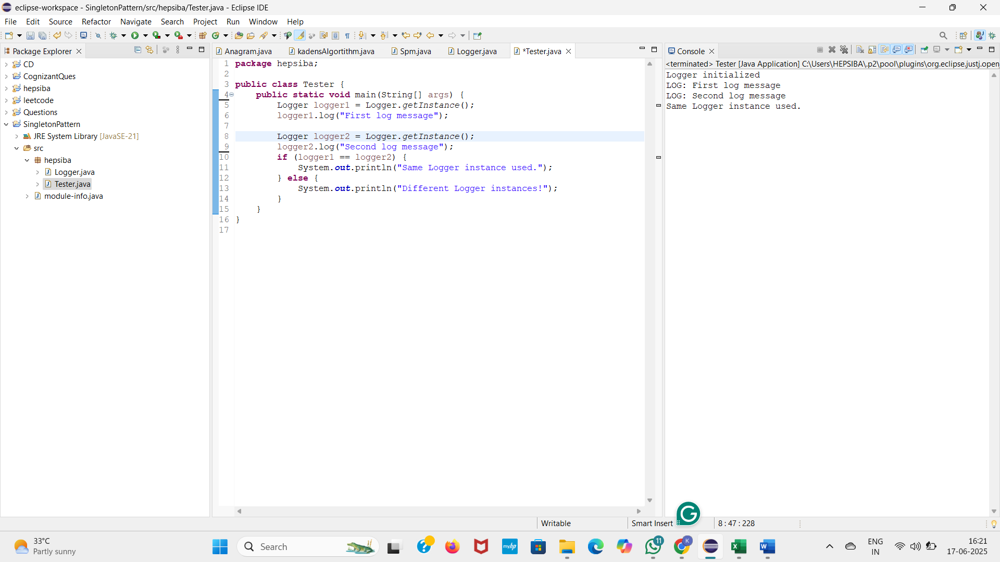 eclipse-workspace - SingletonPattern/src/hepsiba/Tester.java - Eclipse IDE
File Edit Source Refactor Navigate Search Project Run Window Help
Package Explorer
CD
CognizantQues
hepsiba
leetcode
Questions
SingletonPattern
JRE System Library [JavaSE-21]
src
hepsiba
Logger.java
Tester.java
module-info.java
Anagram.java kadensAlgortithm.java Spm.java Logger.java *Tester.java
1 package hepsiba;
2
3 public class Tester {
4 public static void main(String[] args) {
5 Logger logger1 = Logger.getInstance();
6 logger1.log("First log message");
7
8 Logger logger2 = Logger.getInstance();
9 logger2.log("Second log message");
10 if (logger1 == logger2) {
11 System.out.println("Same Logger instance used.");
12 } else {
13 System.out.println("Different Logger instances!");
14 }
15 }
16 }
17
Console
<terminated> Tester [Java Application] C:\Users\HEPSIBA\.p2\pool\plugins\org.eclipse.justj.open
Logger initialized
LOG: First log message
LOG: Second log message
Same Logger instance used.
Writable Smart Insert 8 : 47 : 228
G
33°C
Partly sunny
Search
myhp
11
K
ENG
IN
16:21
17-06-2025